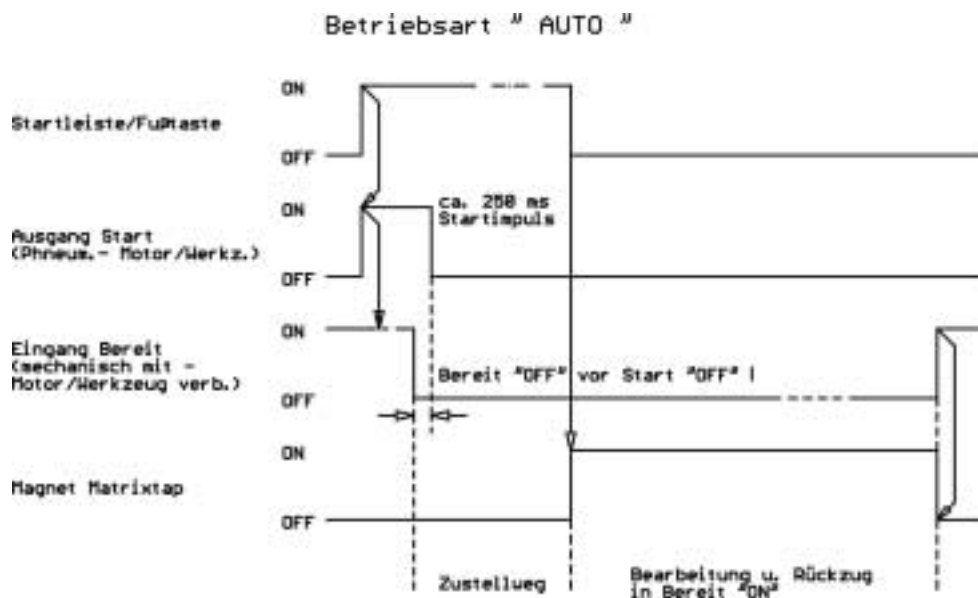 Betriebsart " AUTO "
ON
Startleiste/Fußtaste
OFF
ON
ca. 250 ms
Startimpuls
Ausgang Start
(Phneum.- Motor/Werkz.)
OFF
ON
Eingang Bereit
(mechanisch mit -
Motor/Werkzeug verb.)
Bereit "OFF" vor Start "OFF" !
OFF
ON
Magnet Matrixtap
OFF
Zustellweg
Bearbeitung u. Rückzug
in Bereit "ON"